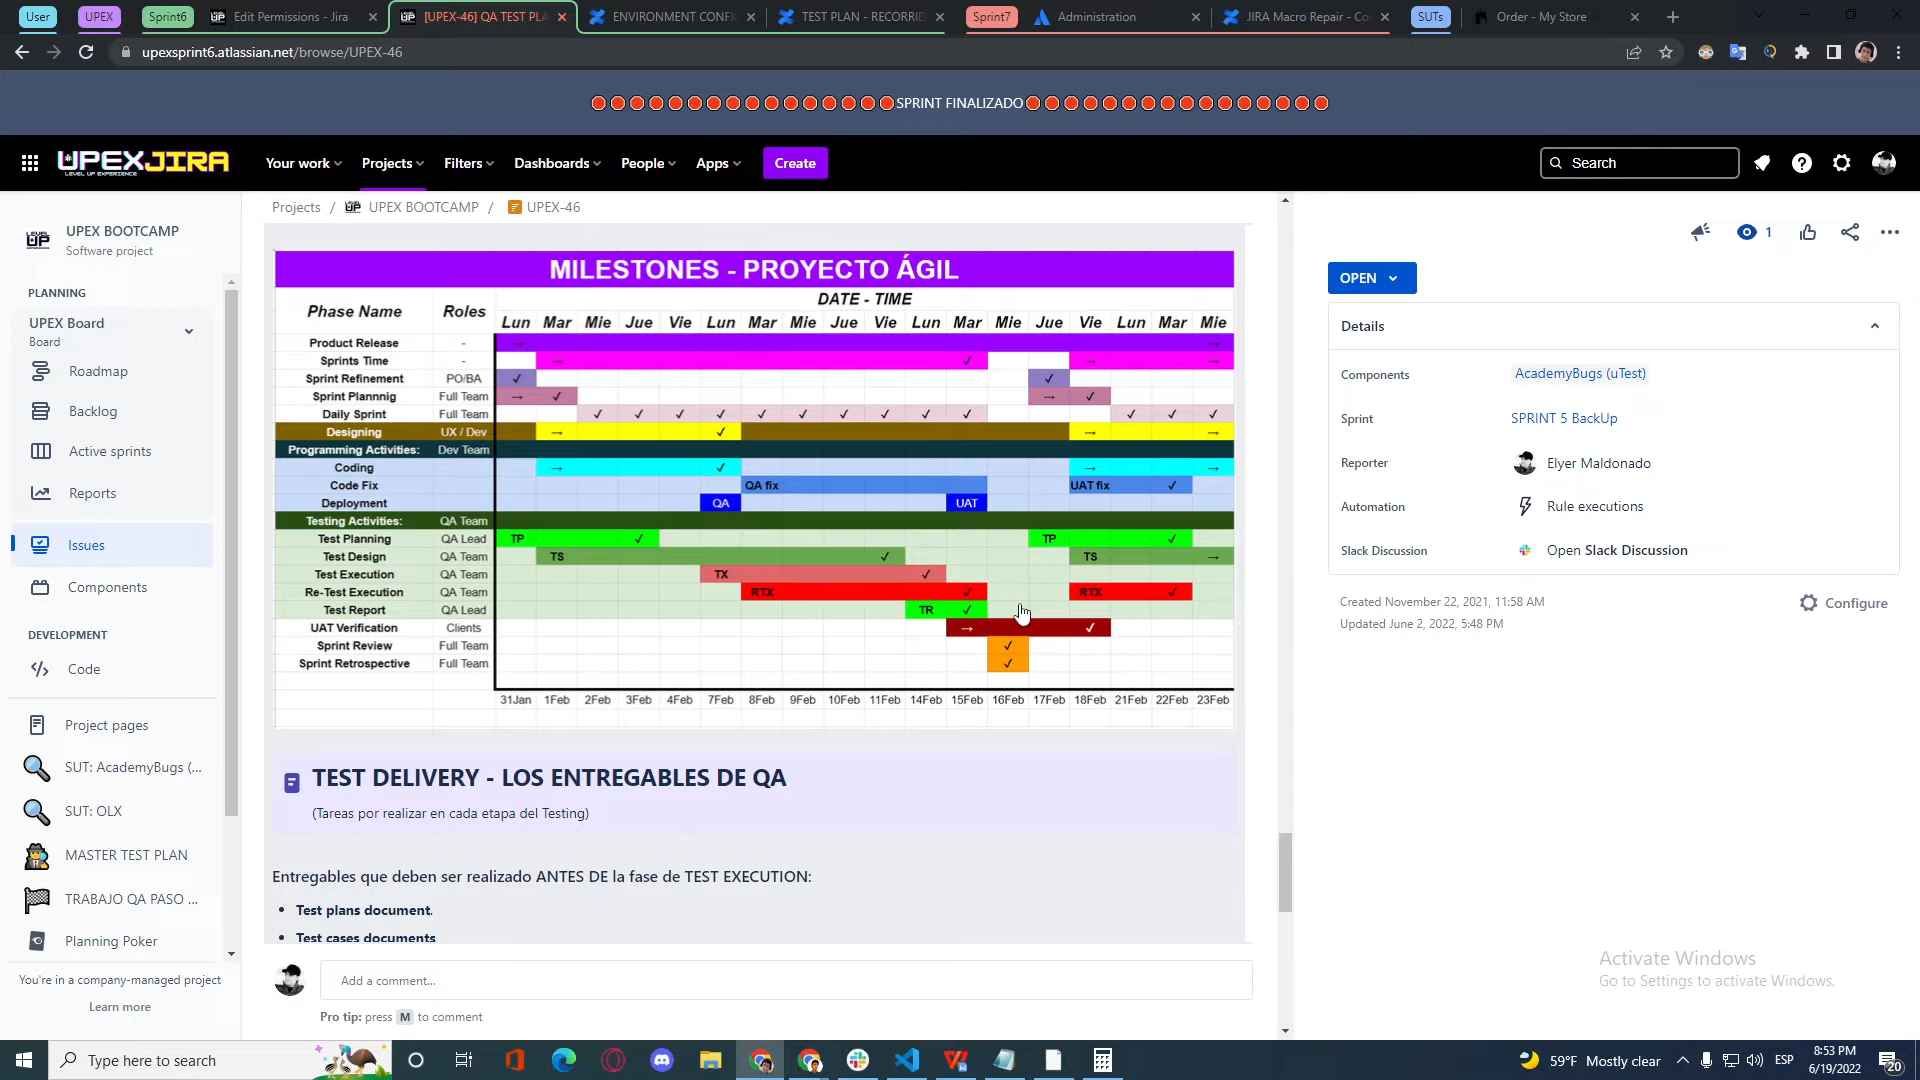 User
UPEX
Sprint6
Edit Permissions - Jira
[UPEX-46] QA TEST PLA
ENVIRONMENT CONFI
TEST PLAN - RECORRID
Sprint7
Administration
JIRA Macro Repair - Co
SUTs
Order - My Store
upexsprint6.atlassian.net/browse/UPEX-46
SPRINT FINALIZADO
UPEXJIRA
LEVEL UP EXPERIENCE
Your work
Projects
Filters
Dashboards
People
Apps
Create
Search
UPEX BOOTCAMP
Software project
PLANNING
UPEX Board
Board
Roadmap
Backlog
Active sprints
Reports
Issues
Components
DEVELOPMENT
Code
Project pages
SUT: AcademyBugs (...
SUT: OLX
MASTER TEST PLAN
TRABAJO QA PASO ...
Planning Poker
You're in a company-managed project
Learn more
Projects / UPEX BOOTCAMP / UPEX-46
MILESTONES - PROYECTO ÁGIL
Phase Name Roles DATE - TIME
Lun Mar Mie Jue Vie Lun Mar Mie Jue Vie Lun Mar Mie Jue Vie Lun Mar Mie
Product Release - → →
Sprints Time - → ✓ → →
Sprint Refinement PO/BA ✓ ✓
Sprint Plannnig Full Team → ✓ → ✓
Daily Sprint Full Team ✓ ✓ ✓ ✓ ✓ ✓ ✓ ✓ ✓ ✓ ✓ ✓ ✓
Designing UX / Dev → ✓ → →
Programming Activities: Dev Team
Coding → ✓ → →
Code Fix QA fix UAT fix ✓
Deployment QA UAT
Testing Activities: QA Team
Test Planning QA Lead TP ✓ TP ✓
Test Design QA Team TS ✓ TS →
Test Execution QA Team TX ✓
Re-Test Execution QA Team RTX ✓ RTX ✓
Test Report QA Lead TR ✓
UAT Verification Clients → ✓
Sprint Review Full Team ✓
Sprint Retrospective Full Team ✓
31Jan 1Feb 2Feb 3Feb 4Feb 7Feb 8Feb 9Feb 10Feb 11Feb 14Feb 15Feb 16Feb 17Feb 18Feb 21Feb 22Feb 23Feb
TEST DELIVERY - LOS ENTREGABLES DE QA
(Tareas por realizar en cada etapa del Testing)
Entregables que deben ser realizado ANTES DE la fase de TEST EXECUTION:
• Test plans document.
• Test cases documents
Add a comment...
Pro tip: press M to comment
1
OPEN
Details
Components AcademyBugs (uTest)
Sprint SPRINT 5 BackUp
Reporter Elyer Maldonado
Automation Rule executions
Slack Discussion Open Slack Discussion
Created November 22, 2021, 11:58 AM
Updated June 2, 2022, 5:48 PM
Configure
Activate Windows
Go to Settings to activate Windows.
Type here to search
59°F Mostly clear
ESP
8:53 PM
6/19/2022
20